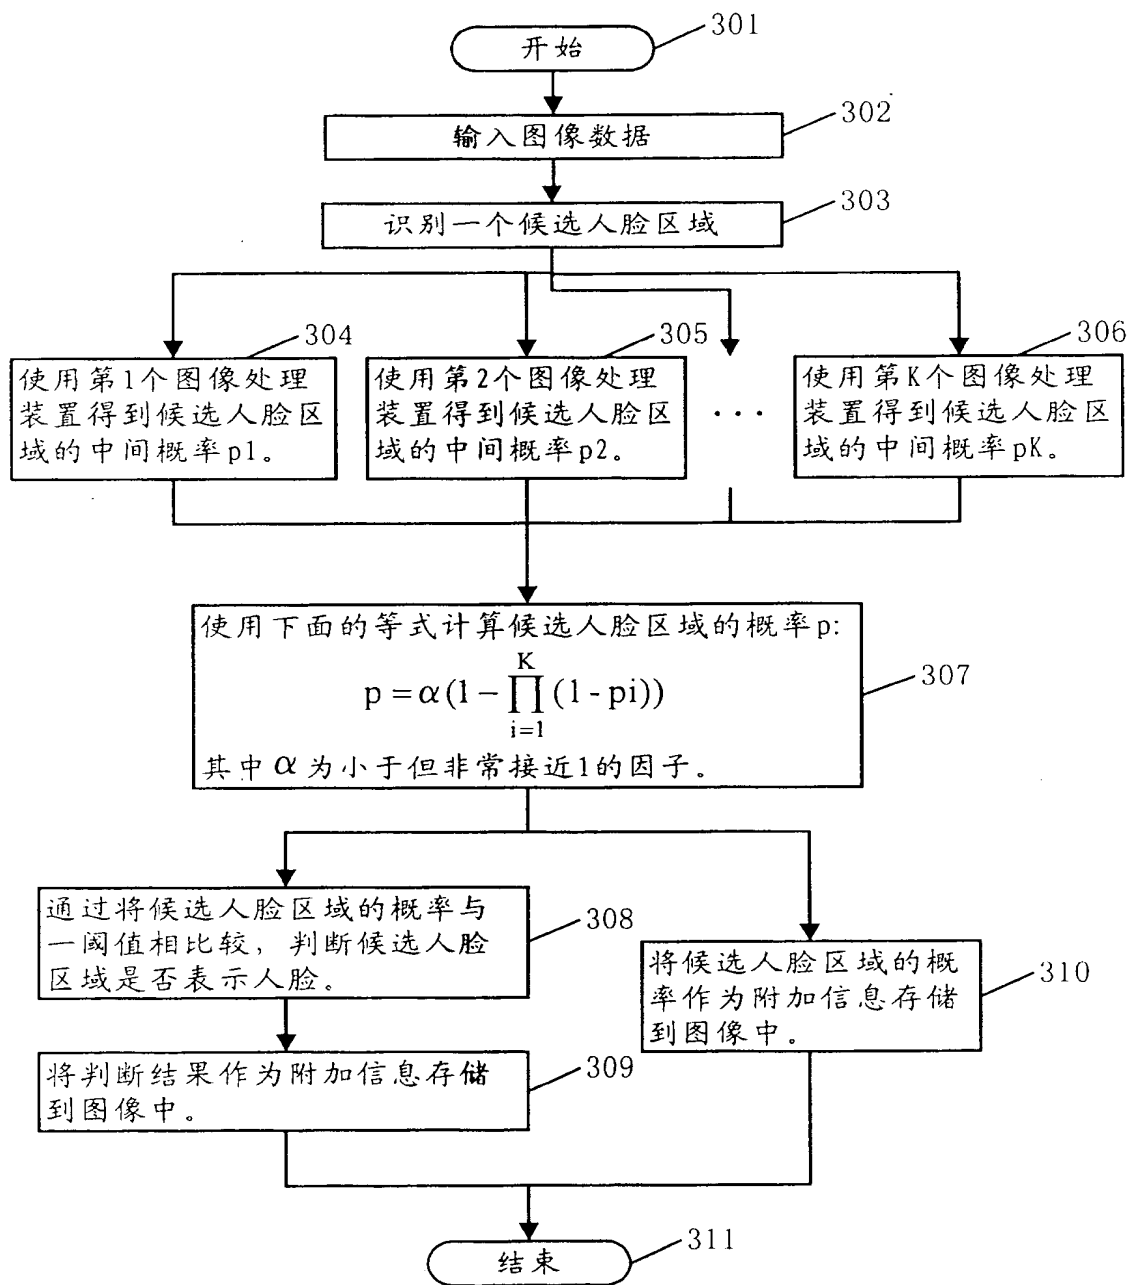 开始
301
输入图像数据
302
识别一个候选人脸区域
303
304
使用第1个图像处理
装置得到候选人脸区
域的中间概率p1。
305
使用第2个图像处理
装置得到候选人脸区
域的中间概率p2。
···
306
使用第K个图像处理
装置得到候选人脸区
域的中间概率pK。
使用下面的等式计算候选人脸区域的概率p:
p = α(1 − ∏_{i=1}^{K} (1 - pi))
其中α为小于但非常接近1的因子。
307
通过将候选人脸区域的概率与
一阈值相比较，判断候选人脸
区域是否表示人脸。
308
将候选人脸区域的概
率作为附加信息存储
到图像中。
310
将判断结果作为附加信息存储
到图像中。
309
结束
311